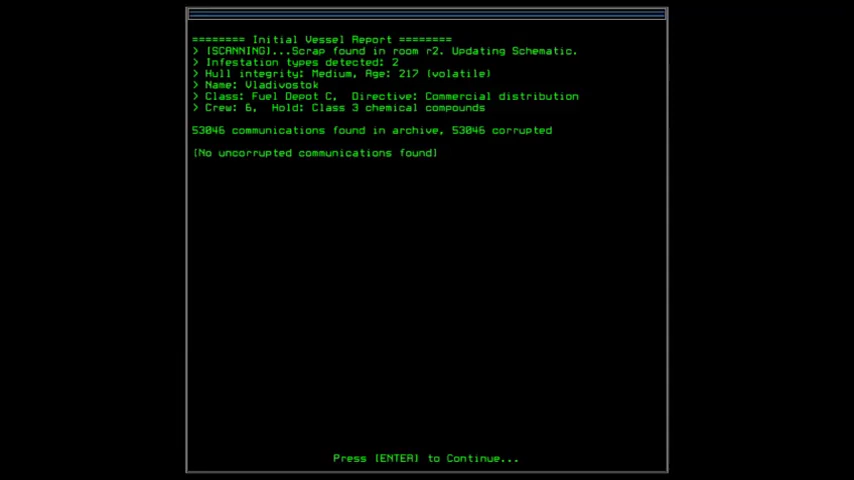 ======== Initial Vessel Report ========
> [SCANNING]...Scrap found in room r2. Updating Schematic.
> Infestation types detected: 2
> Hull integrity: Medium, Age: 217 (volatile)
> Name: Vladivostok
> Class: Fuel Depot C,  Directive: Commercial distribution
> Crew: 6,  Hold: Class 3 chemical compounds
53046 communications found in archive, 53046 corrupted
[No uncorrupted communications found]
Press [ENTER] to Continue...